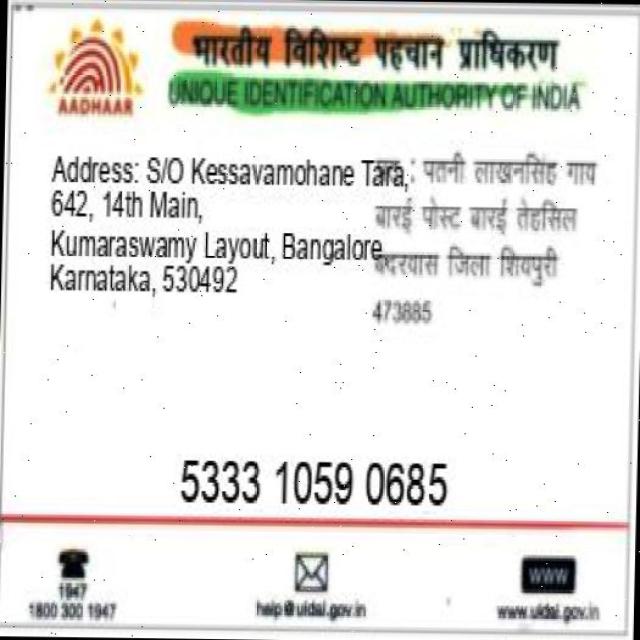 भारतीय विशिष्ट पहचान प्राधिकरण
AADHAAR
UNIQUE IDENTIFICATION AUTHORITY OF INDIA
Address: S/O Kessavamohane Tara,
642, 14th Main,
Kumaraswamy Layout, Bangalore
Karnataka, 530492
: पतनी लाखनसिंह गाय
बारई पोस्ट बारई तेहसिल
बदरवास जिला शिवपुरी
473885
5333 1059 0685
1947
1800 300 1947
help@uidai.gov.in
www
www.uidai.gov.in